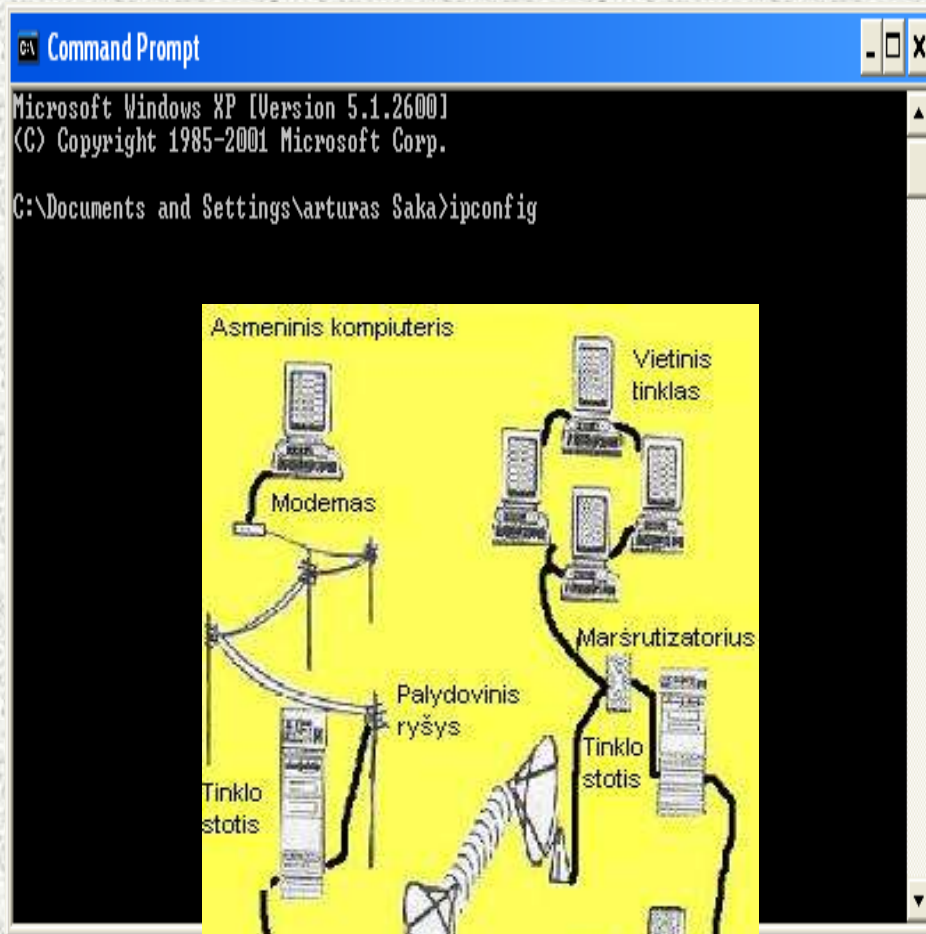 Command Prompt
Microsoft Windows XP [Version 5.1.2600]
(C) Copyright 1985-2001 Microsoft Corp.
C:\Documents and Settings\arturas Saka>ipconfig
Asmeninis kompiuteris
Vietinis
tinklas
Modemas
Maršrutizatorius
Palydovinis
ryšys
Tinklo
stotis
Tinklo
stotis